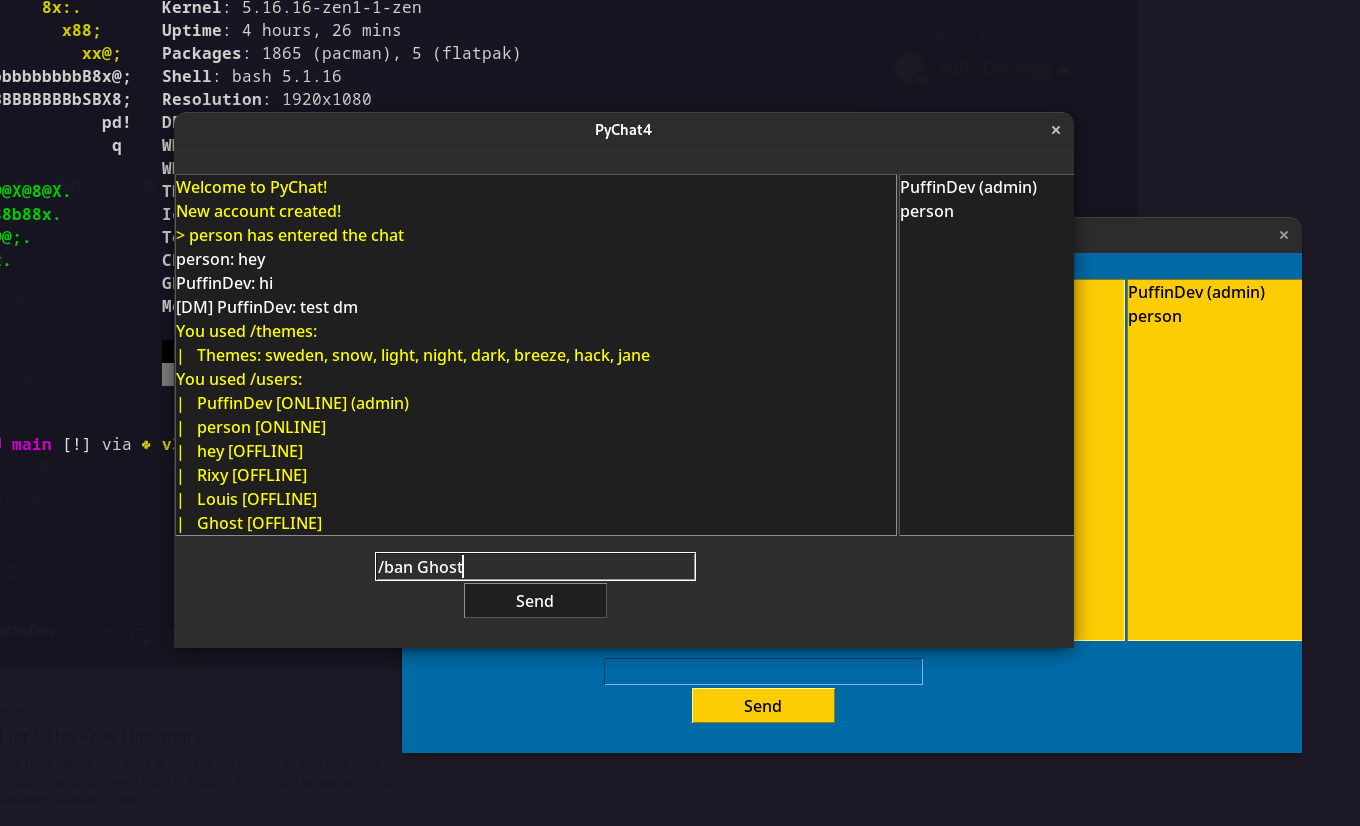 8x:.
Kernel: 5.16.16-zen1-1-zen
x88;
Uptime: 4 hours, 26 mins
xx@;
Packages: 1865 (pacman), 5 (flatpak)
bbbbbbbbbB8x@;
Shell: bash 5.1.16
BBBBBBBbSBX8;
Resolution: 1920x1080
pd!
q
@X@8@X.
8b88x.
@;.
main [!] via
PuffinDev
PyChat4
×
Welcome to PyChat!
New account created!
> person has entered the chat
person: hey
PuffinDev: hi
[DM] PuffinDev: test dm
You used /themes:
| Themes: sweden, snow, light, night, dark, breeze, hack, jane
You used /users:
| PuffinDev [ONLINE] (admin)
| person [ONLINE]
| hey [OFFLINE]
| Rixy [OFFLINE]
| Louis [OFFLINE]
| Ghost [OFFLINE]
PuffinDev (admin)
person
/ban Ghost
Send
×
PuffinDev (admin)
person
Send
for? The Free Dictionary